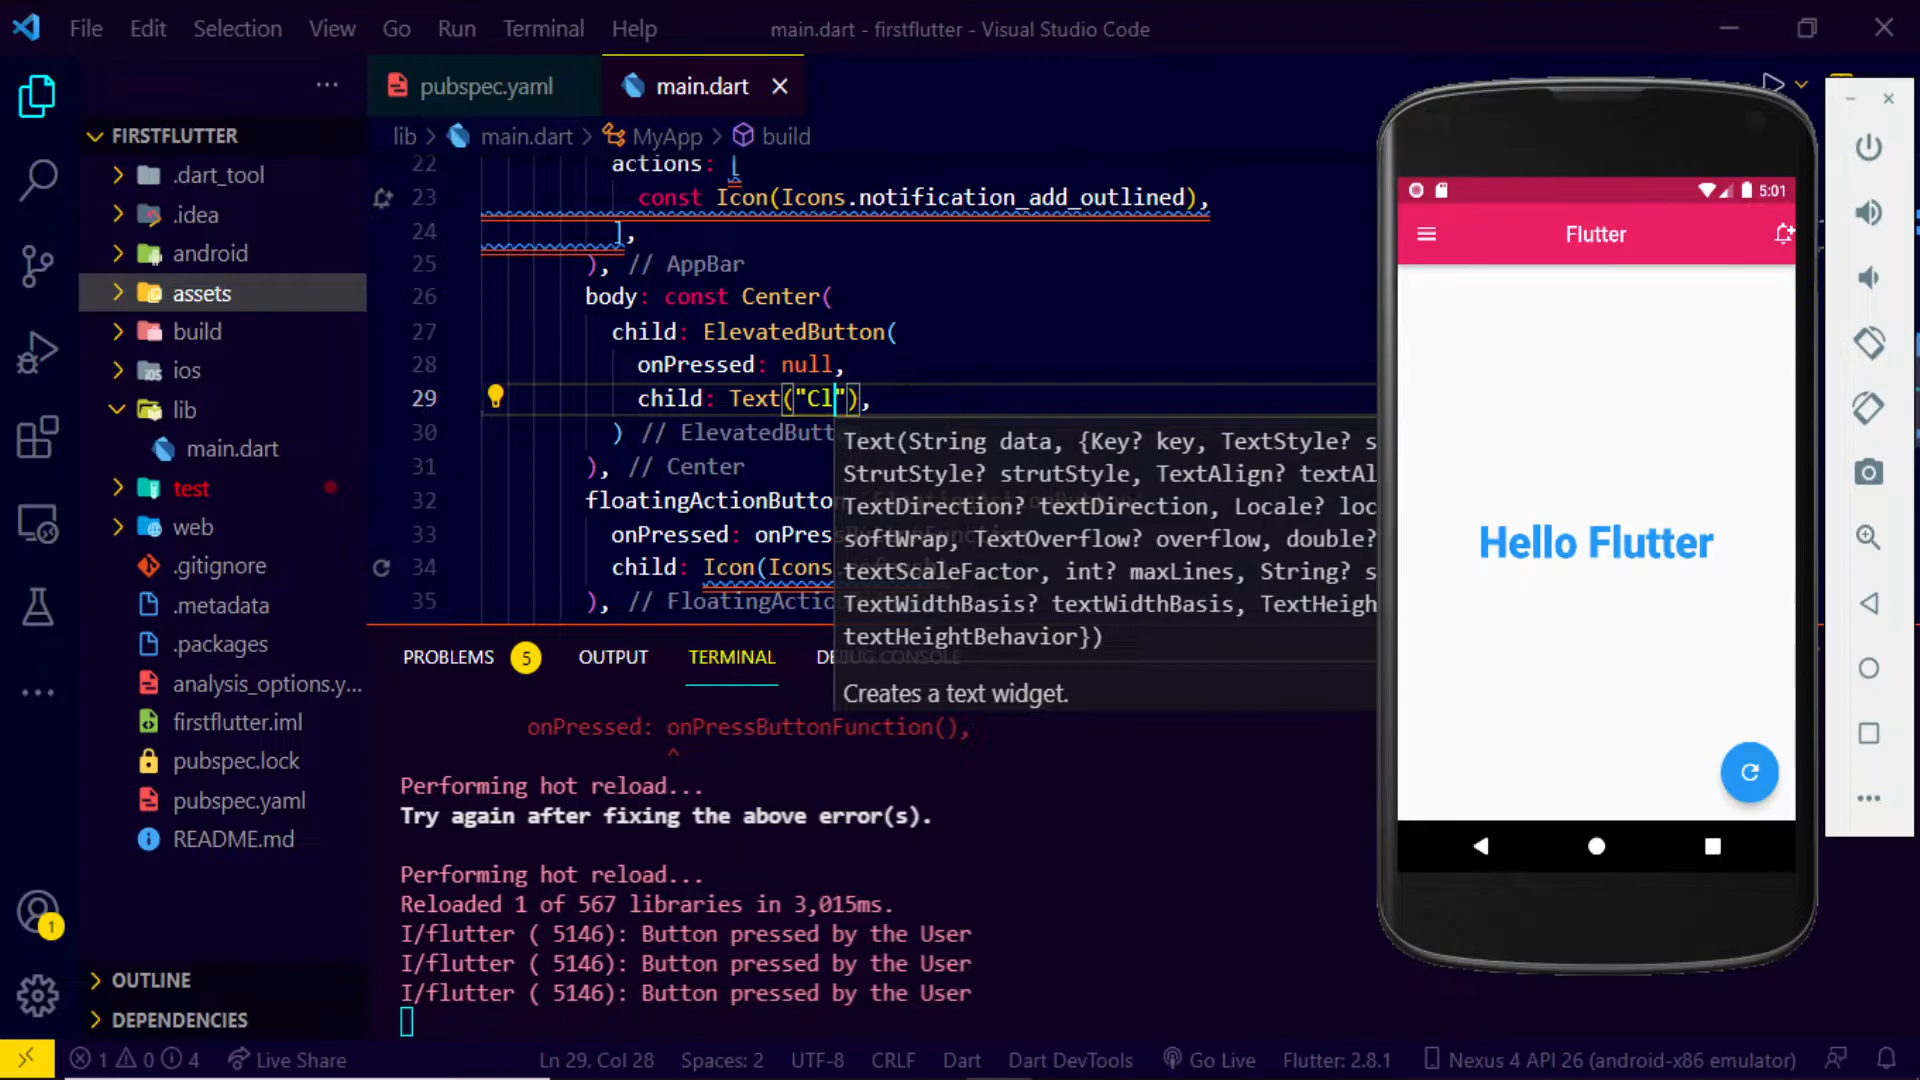 File Edit Selection View Go Run Terminal Help
main.dart - firstflutter - Visual Studio Code
pubspec.yaml
main.dart
FIRSTFLUTTER
.dart_tool
.idea
android
assets
build
ios
lib
main.dart
test
web
.gitignore
.metadata
.packages
analysis_options.y...
firstflutter.iml
pubspec.lock
pubspec.yaml
README.md
OUTLINE
DEPENDENCIES
1
lib > main.dart > MyApp > build
22 actions: [
23 const Icon(Icons.notification_add_outlined),
24 ],
25 ), // AppBar
26 body: const Center(
27 child: ElevatedButton(
28 onPressed: null,
29 child: Text("Cl"),
30 ) // ElevatedButt
31 ), // Center
32 floatingActionButton
33 onPressed: onPres
34 child: Icon(Icons.
35 ), // FloatingActio
Text(String data, {Key? key, TextStyle? s
StrutStyle? strutStyle, TextAlign? textAl
TextDirection? textDirection, Locale? loc
softWrap, TextOverflow? overflow, double?
textScaleFactor, int? maxLines, String? s
TextWidthBasis? textWidthBasis, TextHeigh
textHeightBehavior})
Creates a text widget.
PROBLEMS 5 OUTPUT TERMINAL DEBUG CONSOLE
onPressed: onPressButtonFunction(),
^
Performing hot reload...
Try again after fixing the above error(s).
Performing hot reload...
Reloaded 1 of 567 libraries in 3,015ms.
I/flutter ( 5146): Button pressed by the User
I/flutter ( 5146): Button pressed by the User
I/flutter ( 5146): Button pressed by the User
5:01
Flutter
Hello Flutter
1 0 4 Live Share Ln 29, Col 28 Spaces: 2 UTF-8 CRLF Dart Dart DevTools Go Live Flutter: 2.8.1 Nexus 4 API 26 (android-x86 emulator)